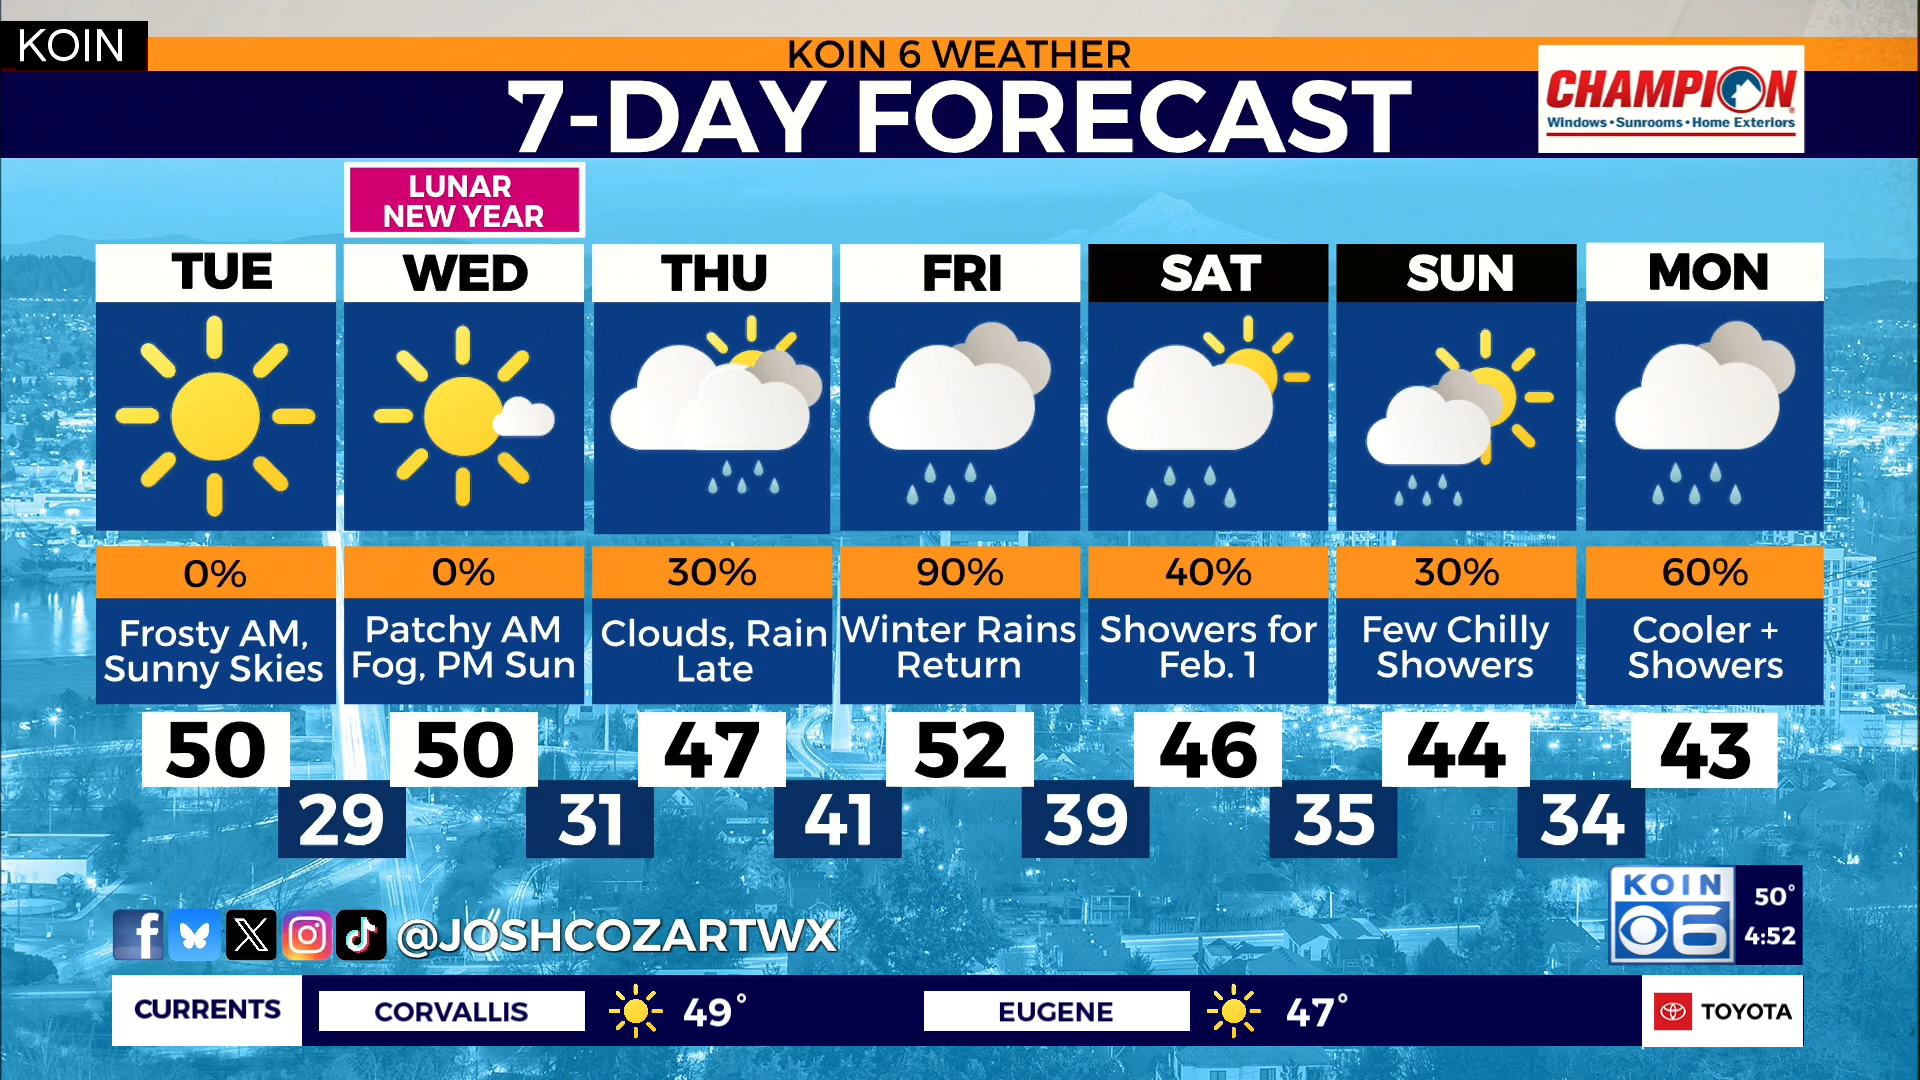 KOIN
KOIN 6 WEATHER
7-DAY FORECAST
CHAMPION
Windows • Sunrooms • Home Exteriors
LUNAR
NEW YEAR
TUE WED THU FRI SAT SUN MON
0% 0% 30% 90% 40% 30% 60%
Frosty AM,
Sunny Skies
Patchy AM
Fog, PM Sun
Clouds, Rain
Late
Winter Rains
Return
Showers for
Feb. 1
Few Chilly
Showers
Cooler +
Showers
50 50 47 52 46 44 43
29 31 41 39 35 34
@JOSHCOZARTWX
KOIN
6
50°
4:52
CURRENTS CORVALLIS 49° EUGENE 47° TOYOTA